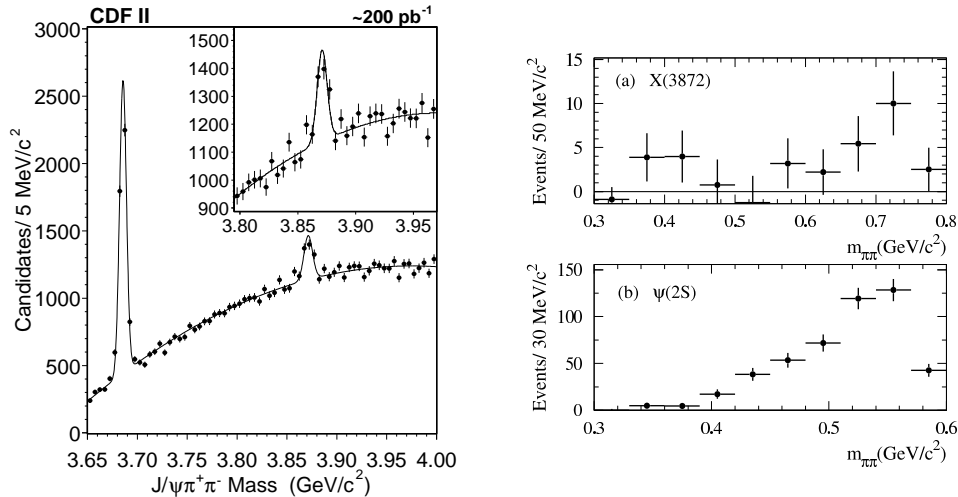 CDF II ~200 pb⁻¹
Candidates/ 5 MeV/c²
3000
2500
2000
1500
1000
500
0
3.65 3.70 3.75 3.80 3.85 3.90 3.95 4.00
J/ψπ⁺π⁻ Mass (GeV/c²)
1500
1400
1300
1200
1100
1000
900
3.80 3.85 3.90 3.95
Events/ 50 MeV/c²
(a) X(3872)
15
10
5
0
0.3 0.4 0.5 0.6 0.7 0.8
m_ππ(GeV/c²)
Events/ 30 MeV/c²
(b) ψ(2S)
150
100
50
0
0.3 0.4 0.5 0.6
m_ππ(GeV/c²)